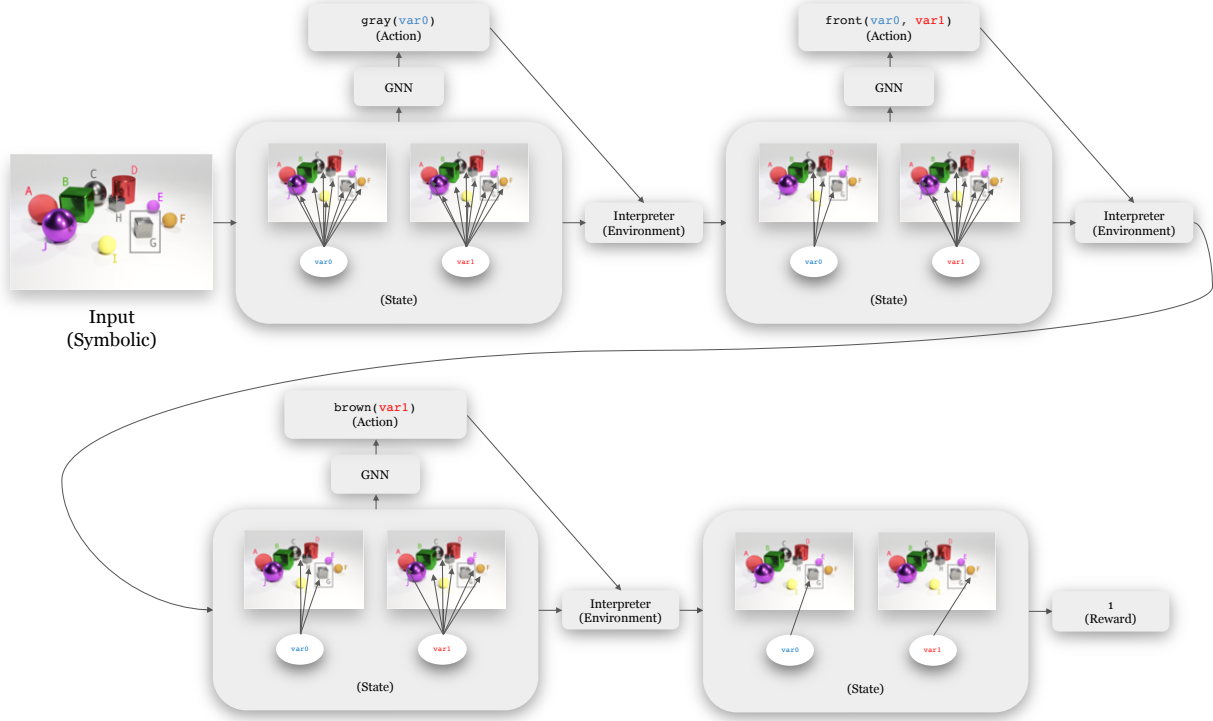 gray(var0)
(Action)
front(var0, var1)
(Action)
GNN
GNN
A
B
C
D
E
F
G
H
I
J
A
B
C
D
E
F
G
J
A
B
C
D
E
F
G
J
A
B
C
D
E
F
G
J
A
B
C
D
E
F
G
J
Interpreter
(Environment)
Interpreter
(Environment)
var0
var1
var0
var1
(State)
(State)
Input
(Symbolic)
brown(var1)
(Action)
GNN
A
B
C
D
E
F
G
J
A
B
C
D
E
F
G
J
A
B
C
D
E
F
G
H
J
A
B
C
D
E
F
G
H
J
Interpreter
(Environment)
1
(Reward)
var0
var1
var0
var1
(State)
(State)